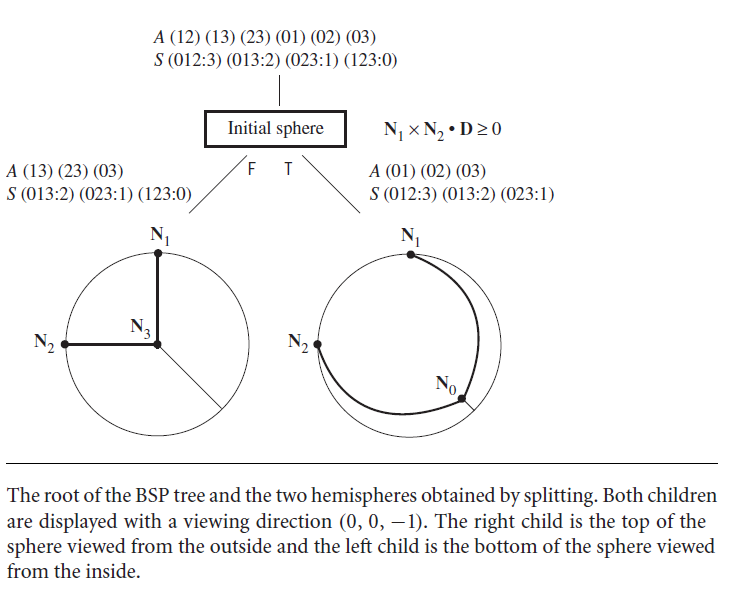 A (12) (13) (23) (01) (02) (03)
S (012:3) (013:2) (023:1) (123:0)
Initial sphere
N₁ × N₂ • D ≥ 0
F T
A (13) (23) (03)
S (013:2) (023:1) (123:0)
A (01) (02) (03)
S (012:3) (013:2) (023:1)
N₁
N₂
N₃
N₁
N₂
N₀
The root of the BSP tree and the two hemispheres obtained by splitting. Both children
are displayed with a viewing direction (0, 0, −1). The right child is the top of the
sphere viewed from the outside and the left child is the bottom of the sphere viewed
from the inside.